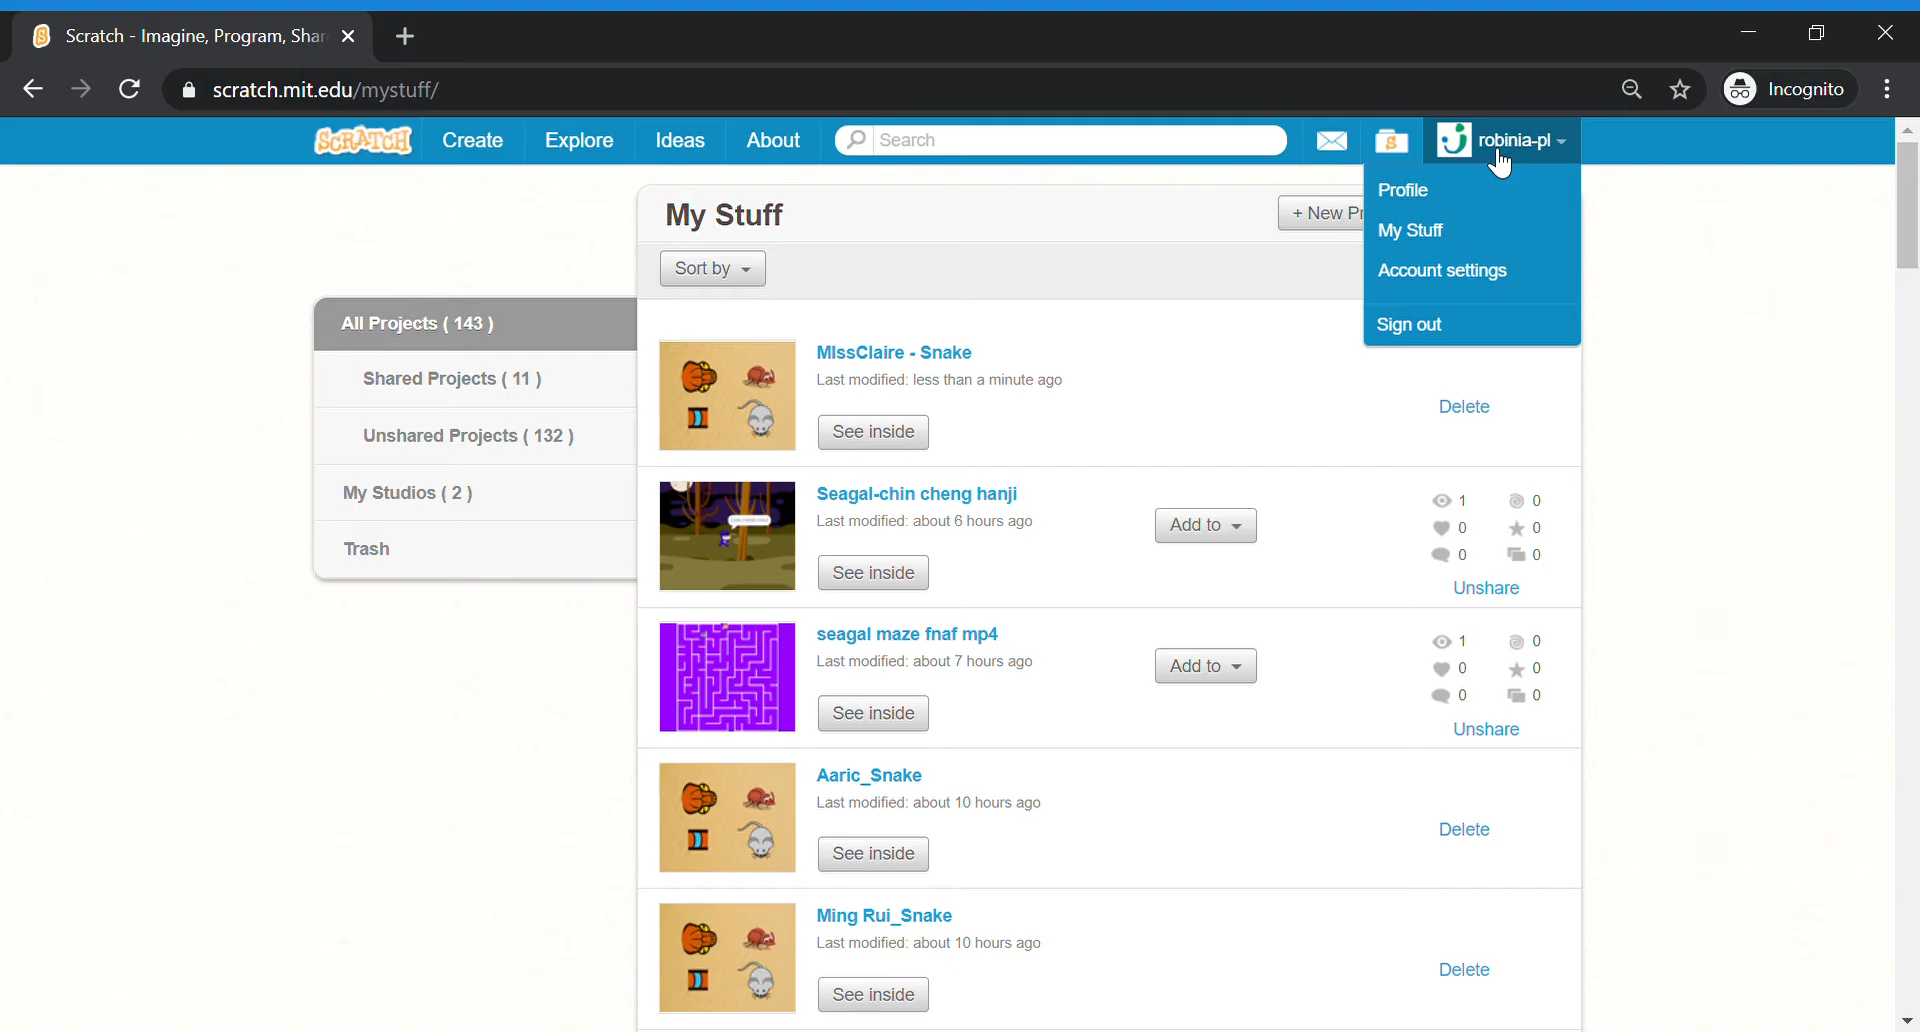 Scratch - Imagine, Program, Shar
scratch.mit.edu/mystuff/
Incognito
SCRATCH
Create
Explore
Ideas
About
Search
robinia-pl
Profile
My Stuff
Account settings
Sign out
My Stuff
+ New Pr
Sort by
All Projects ( 143 )
Shared Projects ( 11 )
Unshared Projects ( 132 )
My Studios ( 2 )
Trash
MIssClaire - Snake
Last modified: less than a minute ago
See inside
Delete
Seagal-chin cheng hanji
Last modified: about 6 hours ago
See inside
Add to
1 0
0 0
0 0
Unshare
seagal maze fnaf mp4
Last modified: about 7 hours ago
See inside
Add to
1 0
0 0
0 0
Unshare
Aaric_Snake
Last modified: about 10 hours ago
See inside
Delete
Ming Rui_Snake
Last modified: about 10 hours ago
See inside
Delete